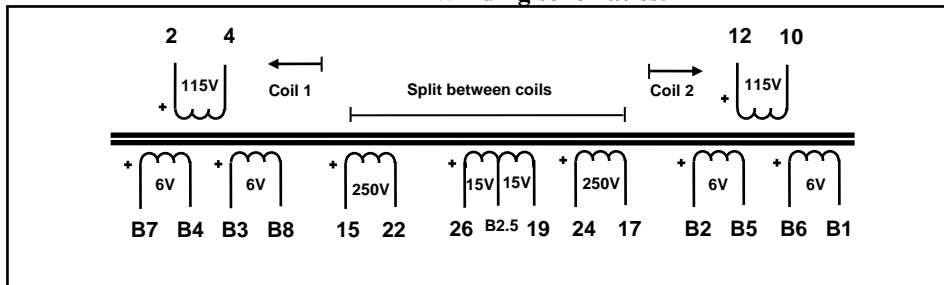 2 4 12 10
115V 115V
+ Coil 1 Split between coils Coil 2 +
+ 6V + 6V + 250V + 15V 15V + 250V + 6V + 6V
B7 B4 B3 B8 15 22 26 B2.5 19 24 17 B2 B5 B6 B1